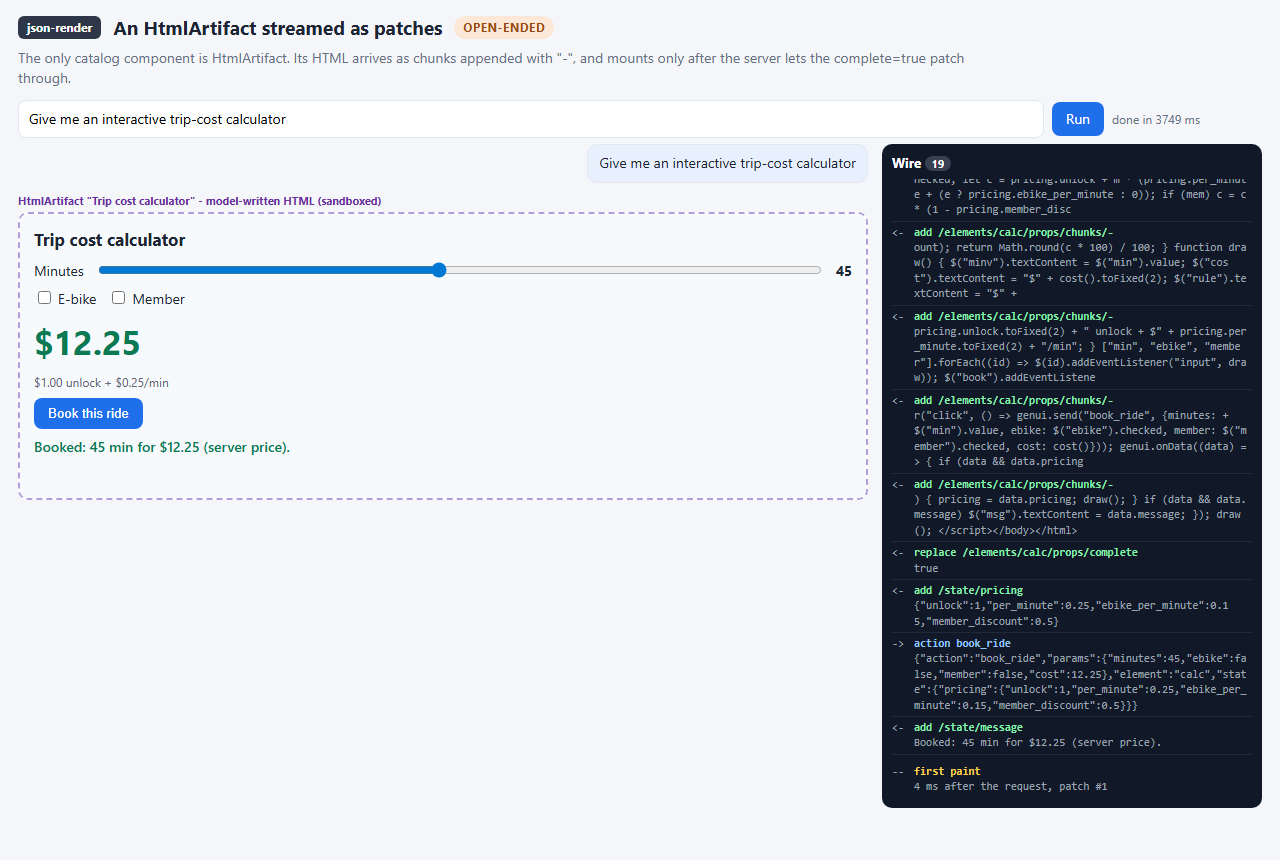 json-render An HtmlArtifact streamed as patches OPEN-ENDED
The only catalog component is HtmlArtifact. Its HTML arrives as chunks appended with "-", and mounts only after the server lets the complete=true patch
through.
Give me an interactive trip-cost calculator
Run
done in 3749 ms
Give me an interactive trip-cost calculator
HtmlArtifact "Trip cost calculator" - model-written HTML (sandboxed)
Trip cost calculator
Minutes
45
E-bike
Member
$12.25
$1.00 unlock + $0.25/min
Book this ride
Booked: 45 min for $12.25 (server price).
Wire 19
hecked; let c = pricing.unlock + m * (pricing.per_minut
e + (e ? pricing.ebike_per_minute : 0)); if (mem) c = c
* (1 - pricing.member_disc
<- add /elements/calc/props/chunks/-
ount); return Math.round(c * 100) / 100; } function dra
w() { $("minv").textContent = $("min").value; $("cos
t").textContent = "$" + cost().toFixed(2); $("rule").te
xtContent = "$" +
<- add /elements/calc/props/chunks/-
pricing.unlock.toFixed(2) + " unlock + $" + pricing.per
_minute.toFixed(2) + "/min"; } ["min", "ebike", "membe
r"].forEach((id) => $(id).addEventListener("input", dra
w)); $("book").addEventListene
<- add /elements/calc/props/chunks/-
r("click", () => genui.send("book_ride", {minutes: +
$("min").value, ebike: $("ebike").checked, member: $("m
ember").checked, cost: cost()})); genui.onData((data) =
> { if (data && data.pricing
<- add /elements/calc/props/chunks/-
) { pricing = data.pricing; draw(); } if (data && data.
message) $("msg").textContent = data.message; }); draw
(); </script></body></html>
<- replace /elements/calc/props/complete
true
<- add /state/pricing
{"unlock":1,"per_minute":0.25,"ebike_per_minute":0.1
5,"member_discount":0.5}
-> action book_ride
{"action":"book_ride","params":{"minutes":45,"ebike":fa
lse,"member":false,"cost":12.25},"element":"calc","stat
e":{"pricing":{"unlock":1,"per_minute":0.25,"ebike_per_
minute":0.15,"member_discount":0.5}}}
<- add /state/message
Booked: 45 min for $12.25 (server price).
-- first paint
4 ms after the request, patch #1